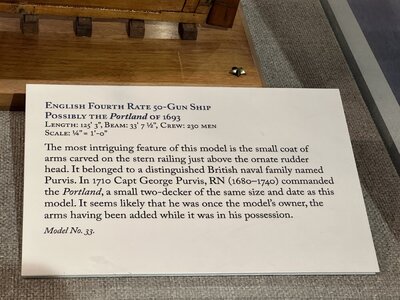 English Fourth Rate 50-Gun Ship
Possibly the Portland of 1693
Length: 125' 3", Beam: 33' 7 ½", Crew: 230 men
Scale: ¼" = 1'-0"
The most intriguing feature of this model is the small coat of
arms carved on the stern railing just above the ornate rudder
head. It belonged to a distinguished British naval family named
Purvis. In 1710 Capt George Purvis, RN (1680–1740) commanded
the Portland, a small two-decker of the same size and date as this
model. It seems likely that he was once the model's owner, the
arms having been added while it was in his possession.
Model No. 33.